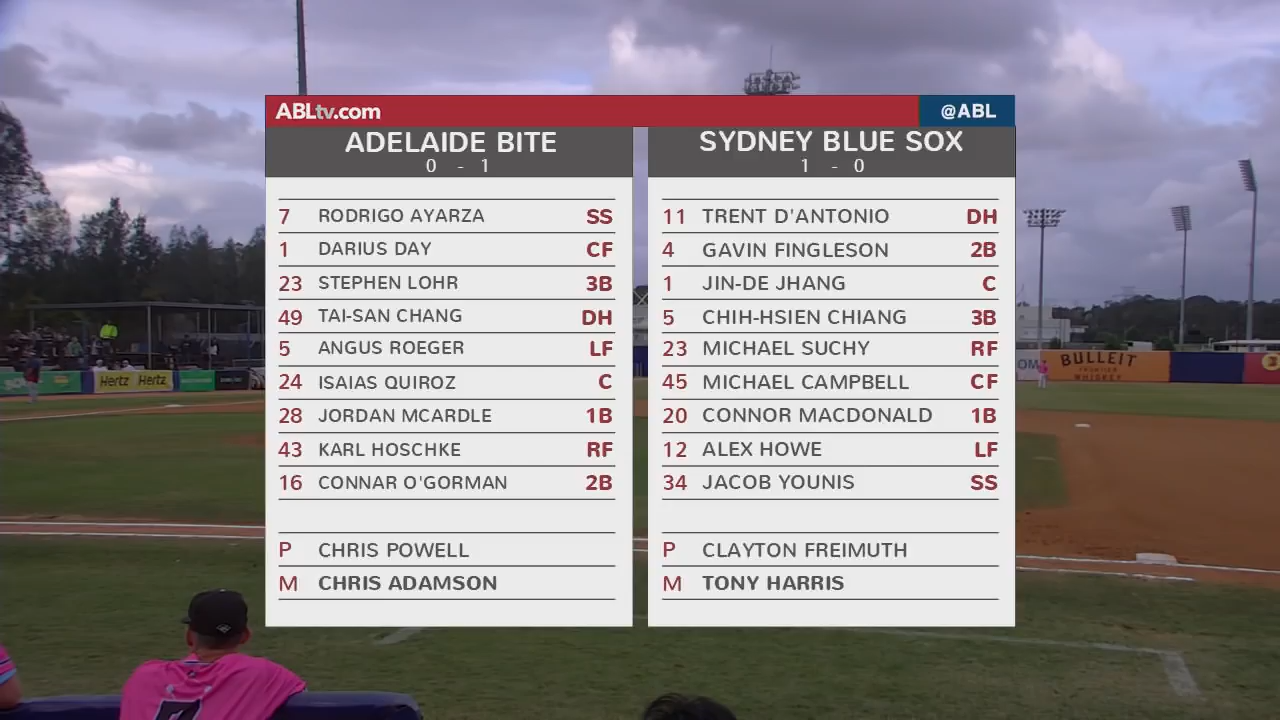 ABLtv.com
@ABL
ADELAIDE BITE
0 - 1
7 RODRIGO AYARZA SS
1 DARIUS DAY CF
23 STEPHEN LOHR 3B
49 TAI-SAN CHANG DH
5 ANGUS ROEGER LF
24 ISAIAS QUIROZ C
28 JORDAN MCARDLE 1B
43 KARL HOSCHKE RF
16 CONNAR O'GORMAN 2B
P CHRIS POWELL
M CHRIS ADAMSON
SYDNEY BLUE SOX
1 - 0
11 TRENT D'ANTONIO DH
4 GAVIN FINGLESON 2B
1 JIN-DE JHANG C
5 CHIH-HSIEN CHIANG 3B
23 MICHAEL SUCHY RF
45 MICHAEL CAMPBELL CF
20 CONNOR MACDONALD 1B
12 ALEX HOWE LF
34 JACOB YOUNIS SS
P CLAYTON FREIMUTH
M TONY HARRIS
Hertz Hertz
OM
BULLEIT
FRONTIER
WHISKEY